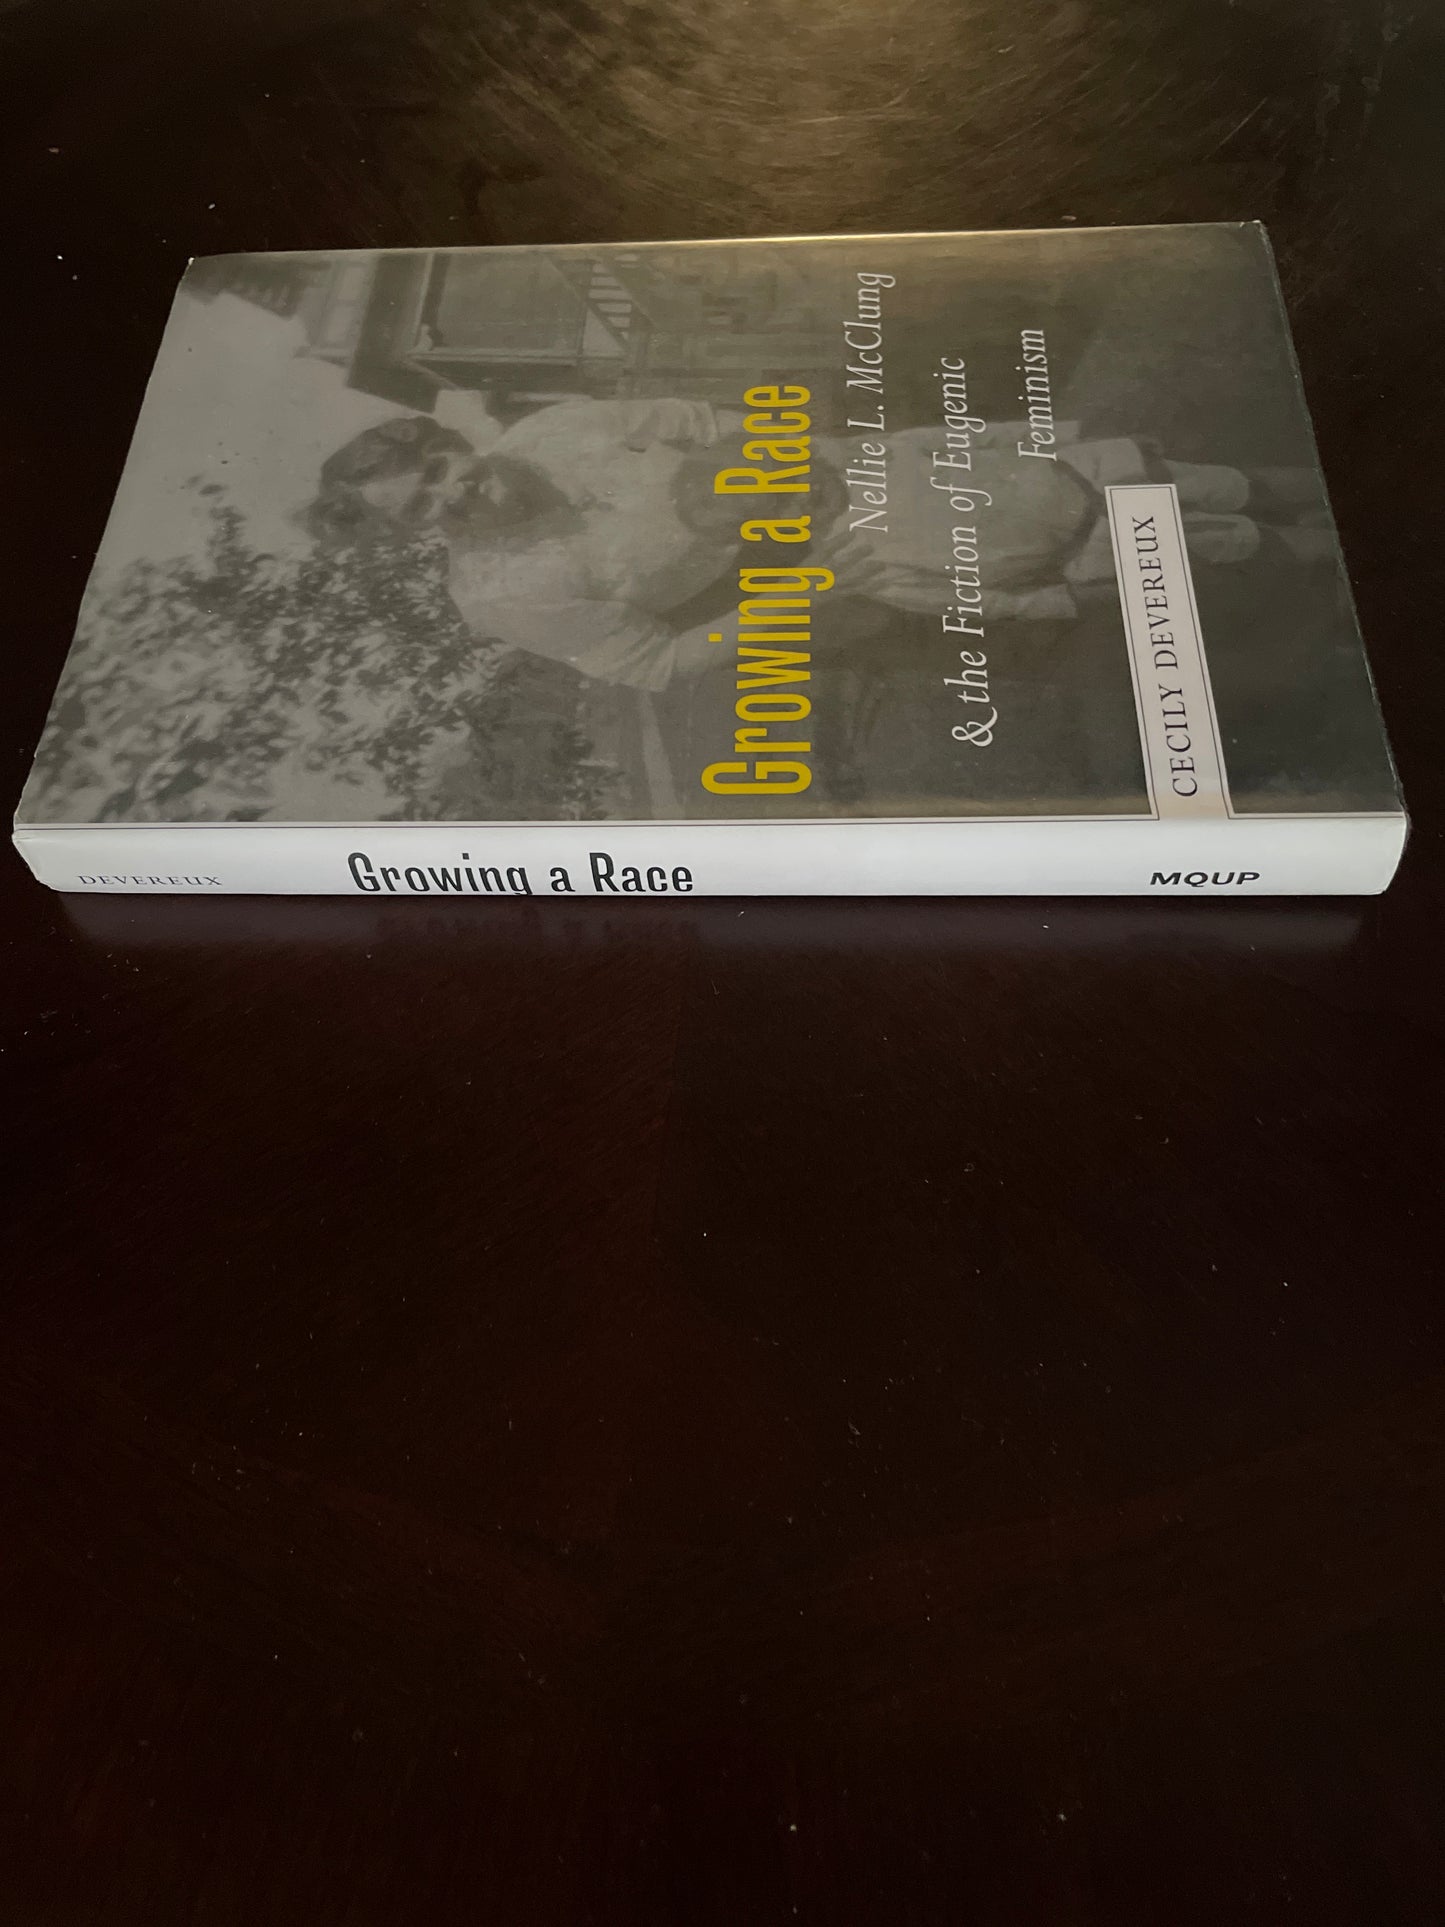 Growing a Race
Nellie L. McClung
& the Fiction of Eugenic
Feminism
CECILY DEVEREUX
DEVEREUX
Growing a Race
MQUP